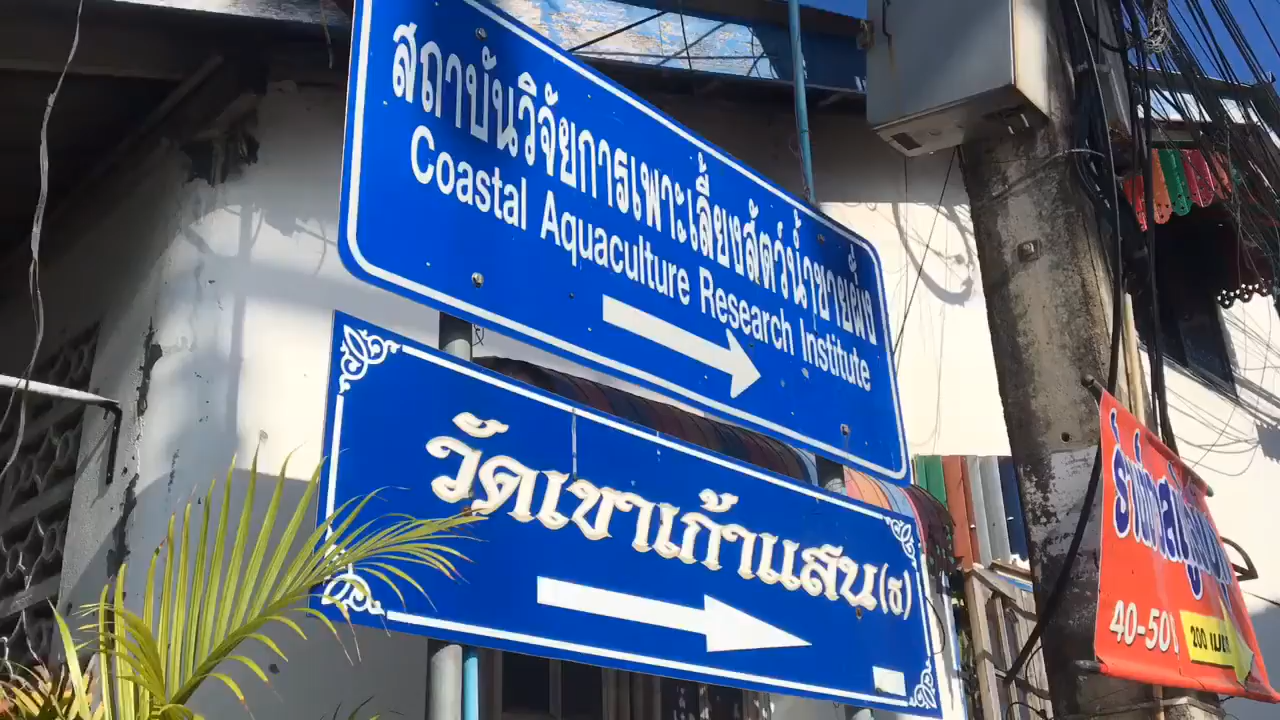 สถาบันวิจัยการเพาะเลี้ยงสัตว์น้ำชายฝั่ง
Coastal Aquaculture Research Institute
วัดเขาเก้าแสน(ธ)
40-50
200 เมตร